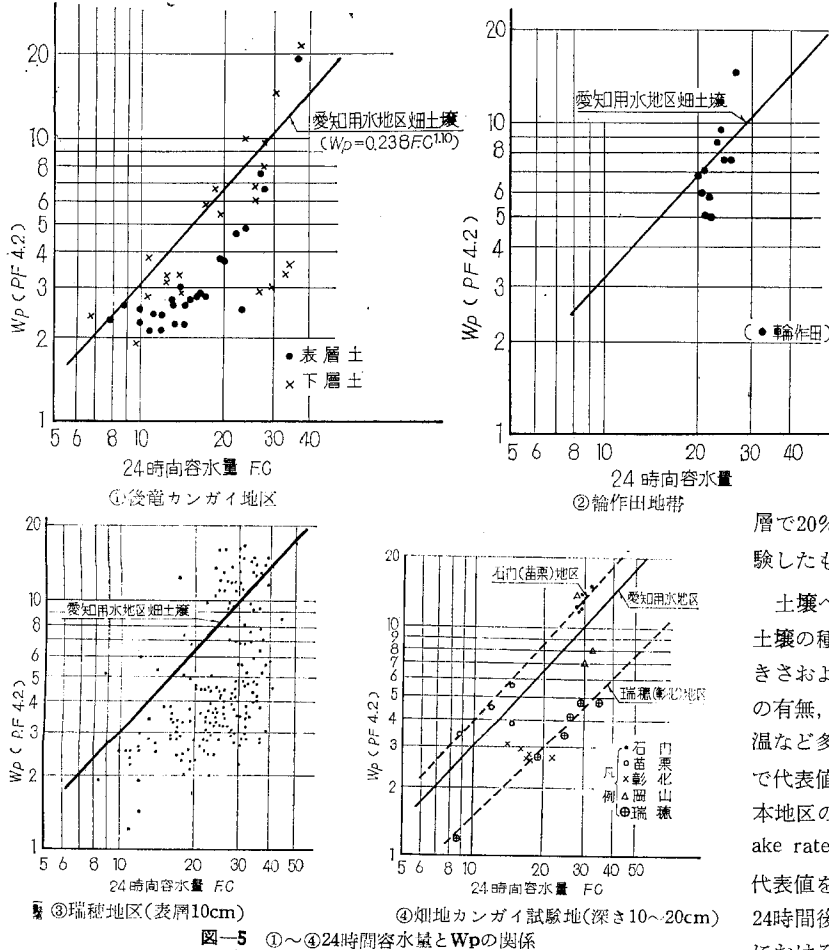 20
10
8
6
5
4
3
2
1
Wp (PF 4.2)
愛知用水地区畑土壌
(Wp=0.238F.C^1.10)
● 表層土
× 下層土
5 6 8 10 20 30 40
24時間容水量 F.C
①後竜カンガイ地区
20
10
8
6
5
4
3
2
1
Wp (PF 4.2)
愛知用水地区畑土壌
(●輪作田)
5 6 8 10 20 30 40
24時間容水量
②輪作田地帯
20
10
8
6
5
4
3
2
1
Wp (PF 4.2)
愛知用水地区畑土壌
5 6 8 10 20 30 40 50
24時間容水量 F.C
③瑞穂地区(表層10cm)
20
10
9
8
7
6
5
4
3
2
1
Wp (PF 4.2)
石門(苗栗)地区
愛知用水地区
瑞穂(彰化)地区
凡例
・石門
○苗栗
×彰化
△岡山
⊕瑞穂
5 6 8 10 20 30 50
24時間容水量 F.C
④畑地カンガイ試験地(深さ10~20cm)
図—5 ①~④24時間容水量とWpの関係
層で20%
験したも
土壌へ
土壌の種
きさおよ
の有無,
温など多
で代表値
本地区の
ake rate
代表値を
24時間後
における